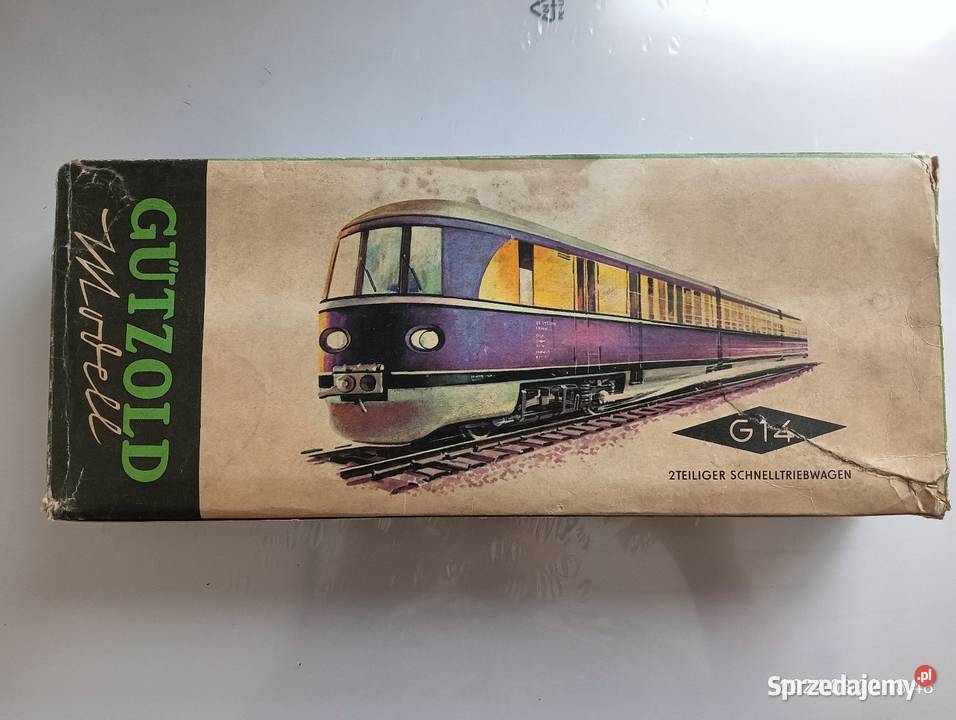 GÜTZOLD
Modell
G14
2TEILIGER SCHNELLTRIEBWAGEN
Sprzedajemy.pl